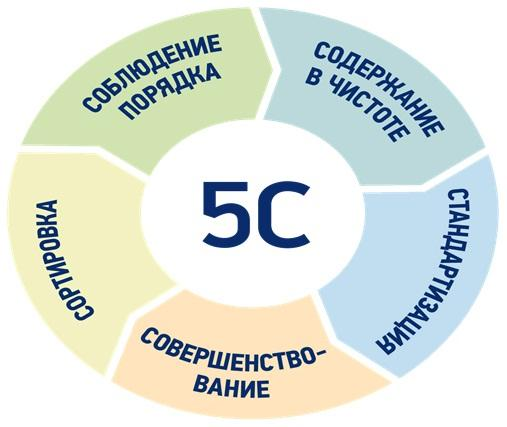 СОБЛЮДЕНИЕ
ПОРЯДКА
СОДЕРЖАНИЕ
В ЧИСТОТЕ
СОРТИРОВКА
5С
СТАНДАРТИЗАЦИЯ
СОВЕРШЕНСТВО-
ВАНИЕ